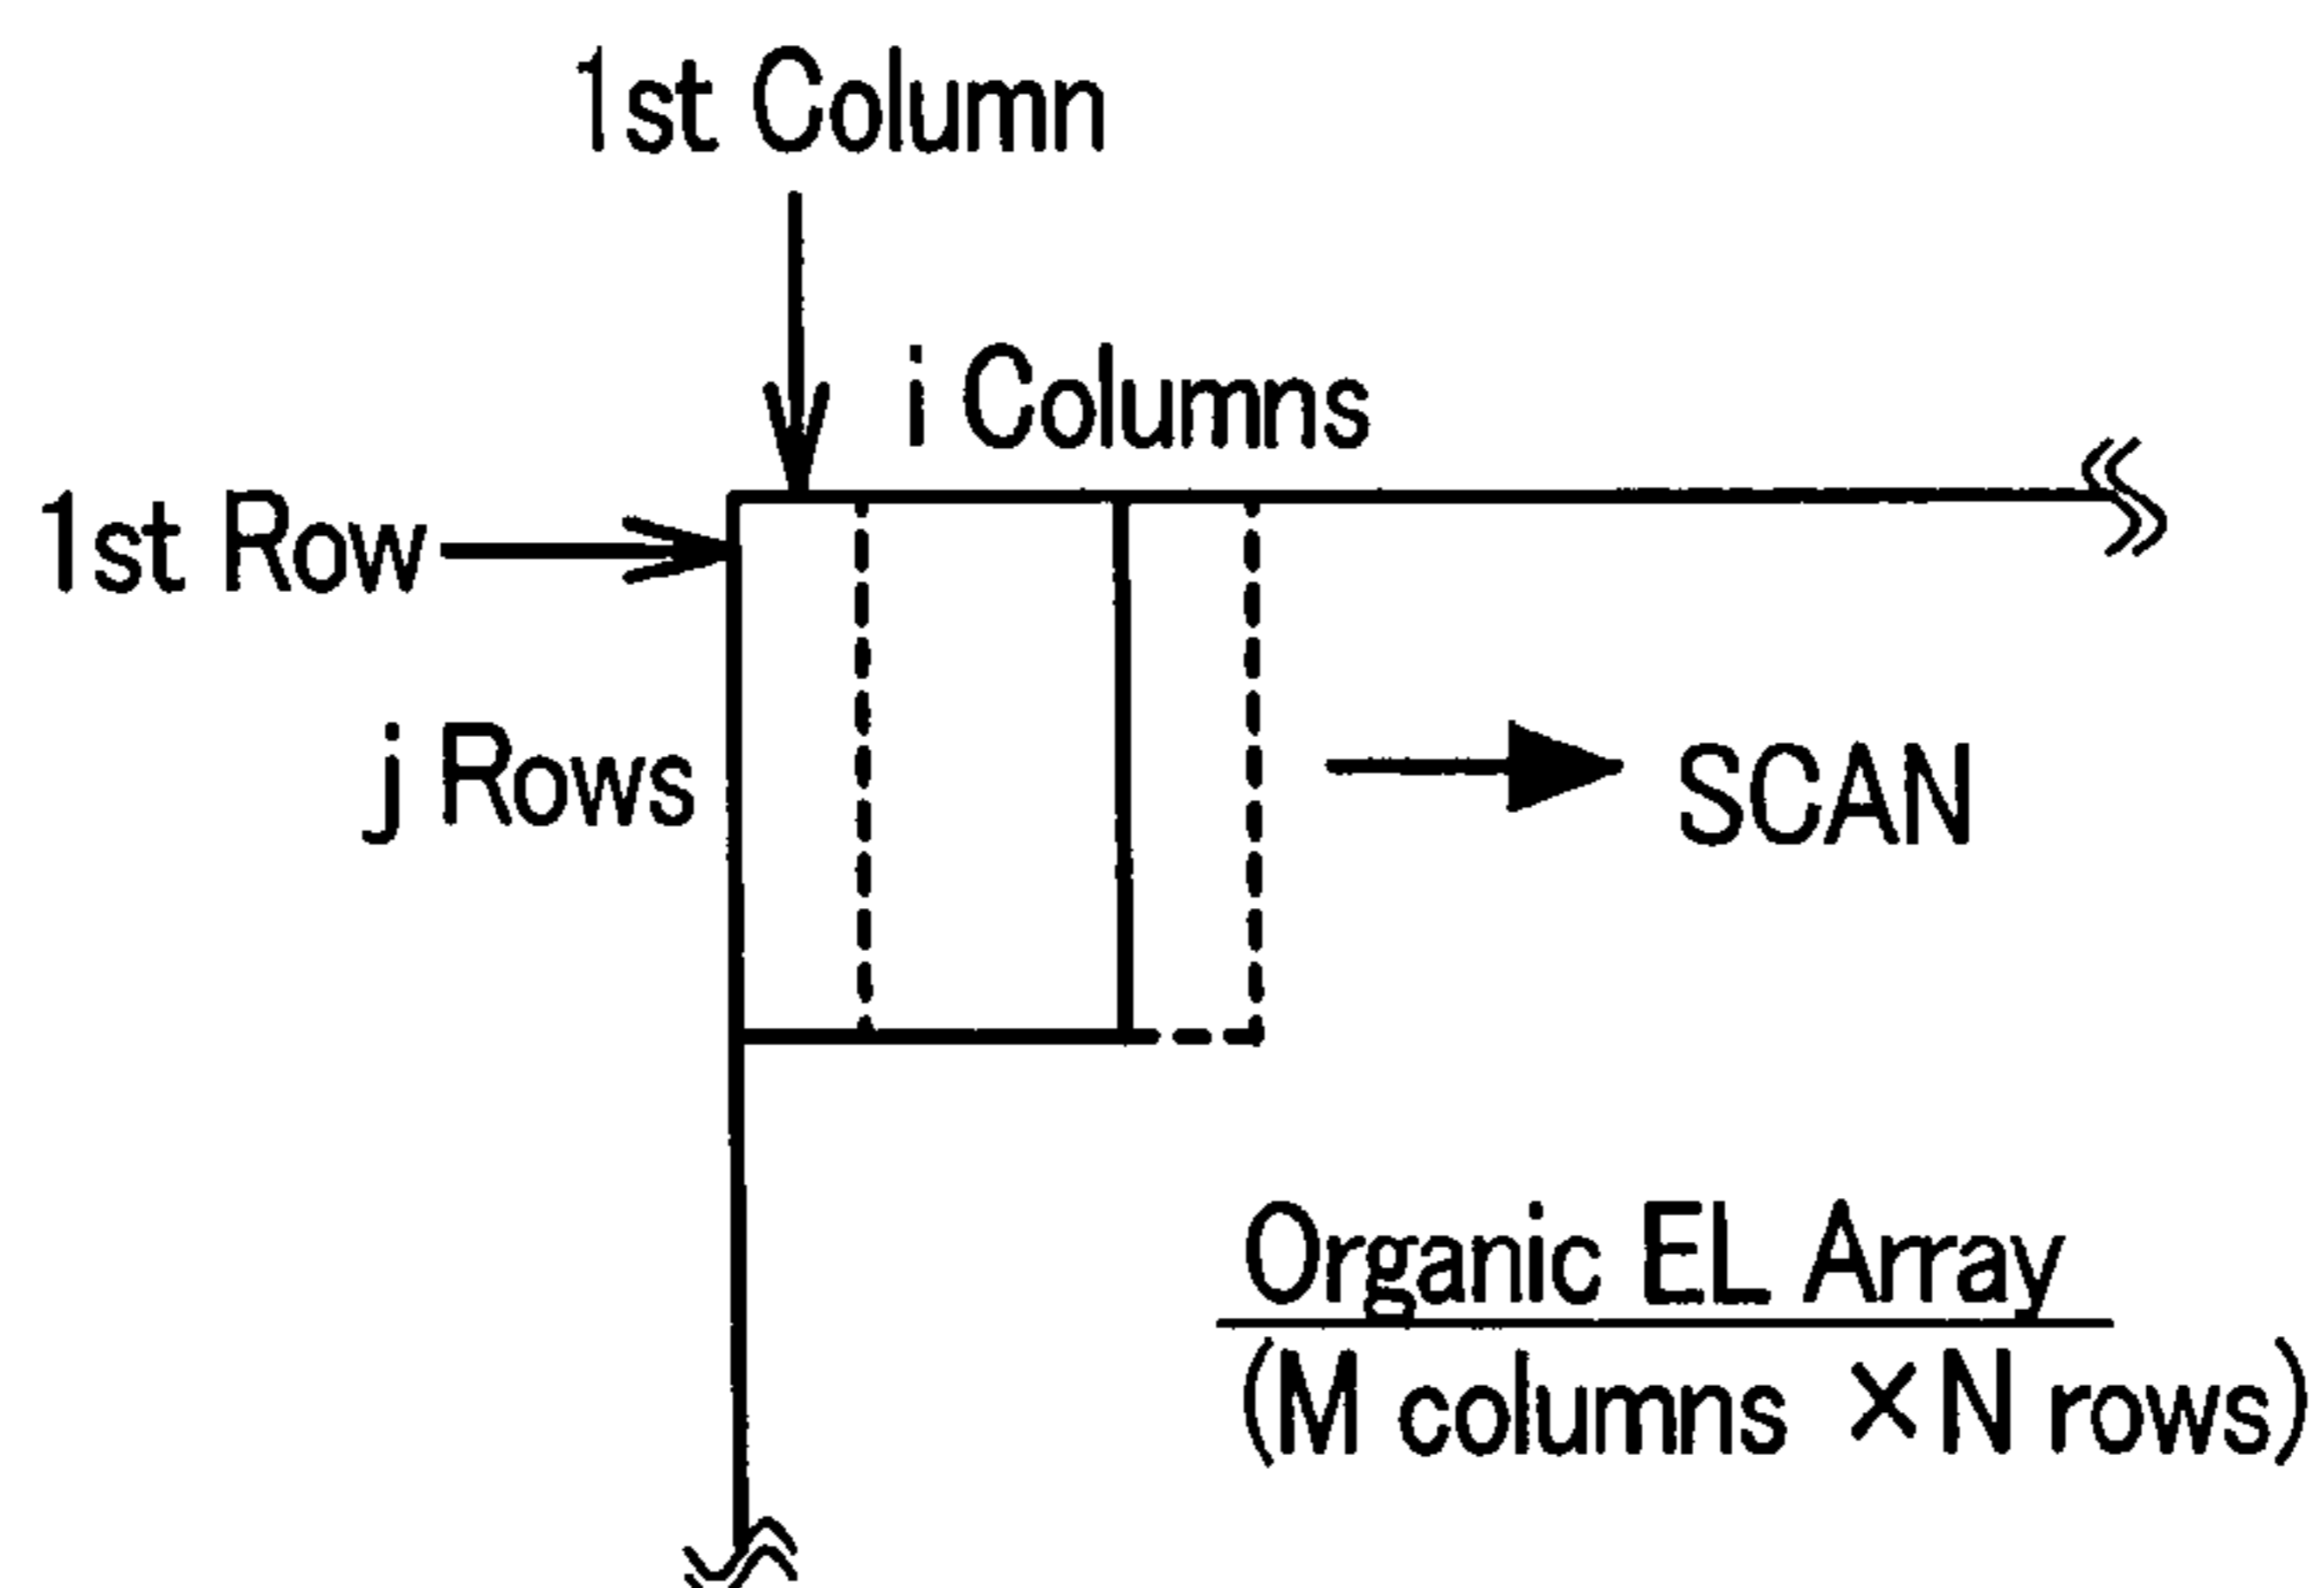 1st Column
i Columns
1st Row
j Rows
SCAN
Organic EL Array
(M columns ×N rows)